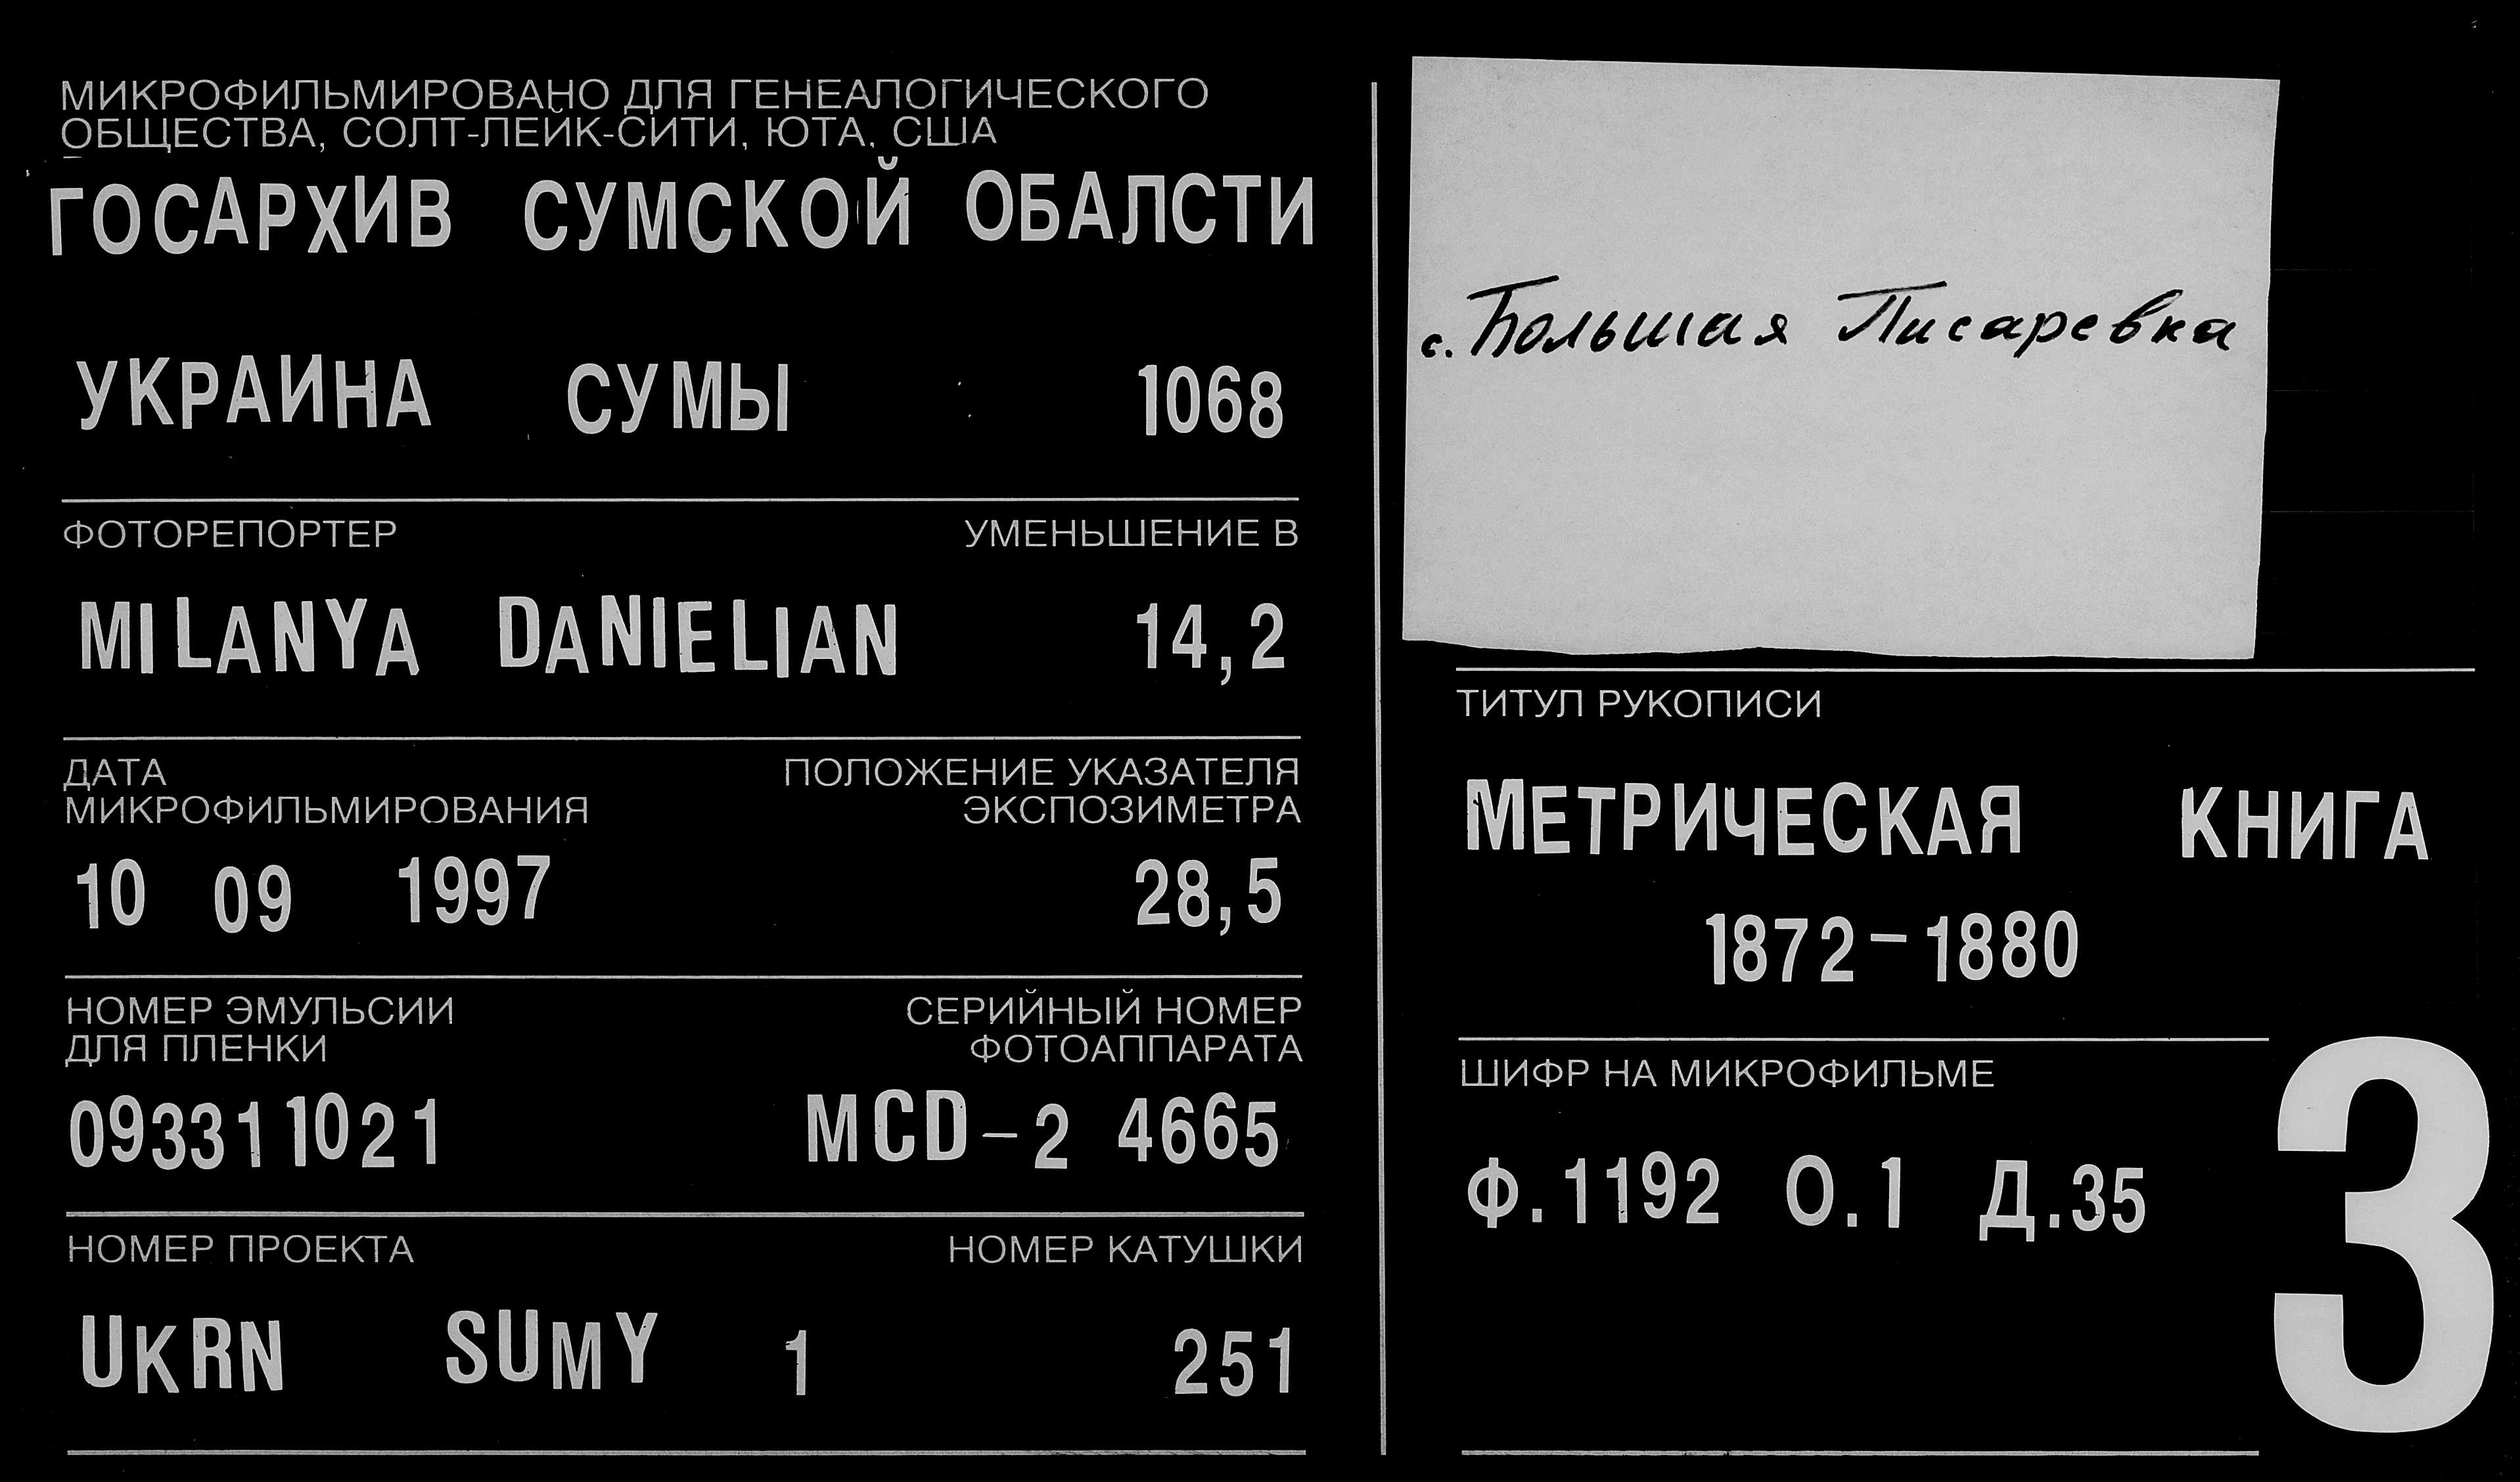 МИКРОФИЛЬМИРОВАНО ДЛЯ ГЕНЕАЛОГИЧЕСКОГО
ОБЩЕСТВА, СОЛТ-ЛЕЙК-СИТИ, ЮТА, США
ГОСАРХИВ СУМСКОЙ ОБАЛСТИ
УКРАИНА СУМЫ 1068
ФОТОРЕПОРТЕР УМЕНЬШЕНИЕ В
MILANYA DANIELIAN 14,2
ДАТА ПОЛОЖЕНИЕ УКАЗАТЕЛЯ
МИКРОФИЛЬМИРОВАНИЯ ЭКСПОЗИМЕТРА
10 09 1997 28,5
НОМЕР ЭМУЛЬСИИ СЕРИЙНЫЙ НОМЕР
ДЛЯ ПЛЕНКИ ФОТОАППАРАТА
093311021 MCD-2 4665
НОМЕР ПРОЕКТА НОМЕР КАТУШКИ
UKRN SUMY 1 251
с. Большая Писаревка
ТИТУЛ РУКОПИСИ
МЕТРИЧЕСКАЯ КНИГА
1872-1880
ШИФР НА МИКРОФИЛЬМЕ
Ф.1192 О.1 Д.35
3